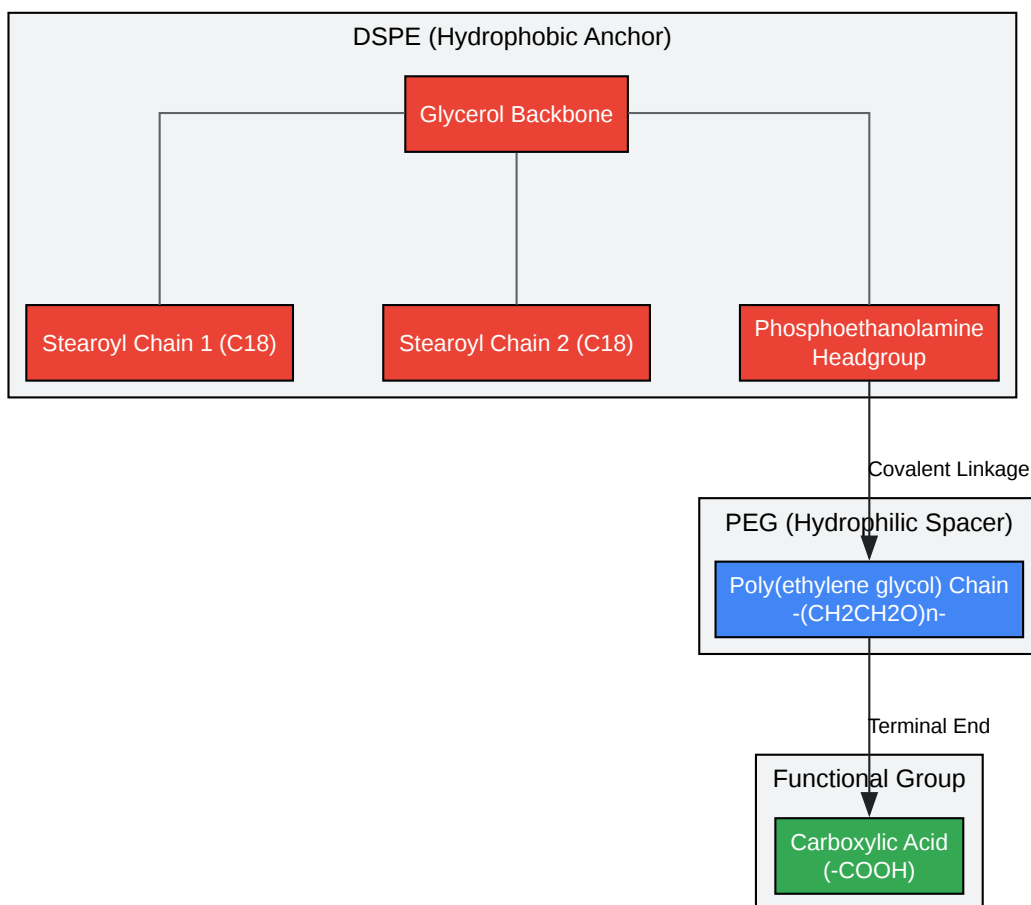 DSPE (Hydrophobic Anchor)
Glycerol Backbone
Stearoyl Chain 1 (C18)
Stearoyl Chain 2 (C18)
Phosphoethanolamine
Headgroup
Covalent Linkage
PEG (Hydrophilic Spacer)
Poly(ethylene glycol) Chain
-(CH2CH2O)n-
Terminal End
Functional Group
Carboxylic Acid
(-COOH)